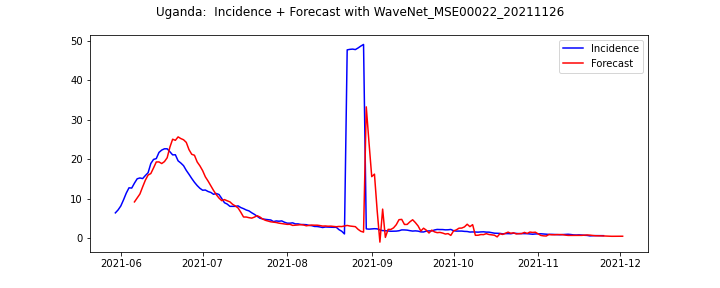 Uganda:  Incidence + Forecast with WaveNet_MSE00022_20211126
50
40
30
20
10
0
Incidence
Forecast
2021-06 2021-07 2021-08 2021-09 2021-10 2021-11 2021-12